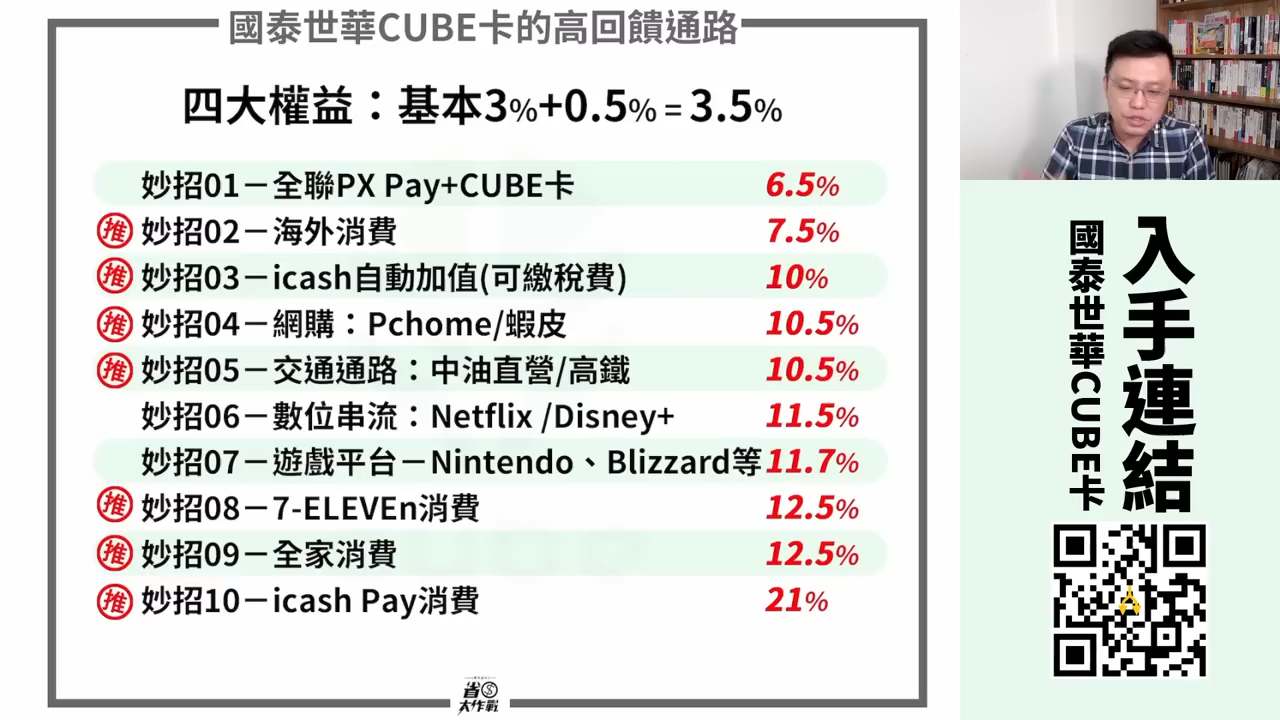 國泰世華CUBE卡的高回饋通路
四大權益：基本3%+0.5% = 3.5%
妙招01－全聯PX Pay+CUBE卡 6.5%
推 妙招02－海外消費 7.5%
推 妙招03－icash自動加值(可繳稅費) 10%
推 妙招04－網購：Pchome/蝦皮 10.5%
推 妙招05－交通通路：中油直營/高鐵 10.5%
妙招06－數位串流：Netflix /Disney+ 11.5%
妙招07－遊戲平台－Nintendo、Blizzard等 11.7%
推 妙招08－7-ELEVEn消費 12.5%
推 妙招09－全家消費 12.5%
推 妙招10－icash Pay消費 21%
省
大作戰
入手連結
國泰世華CUBE卡